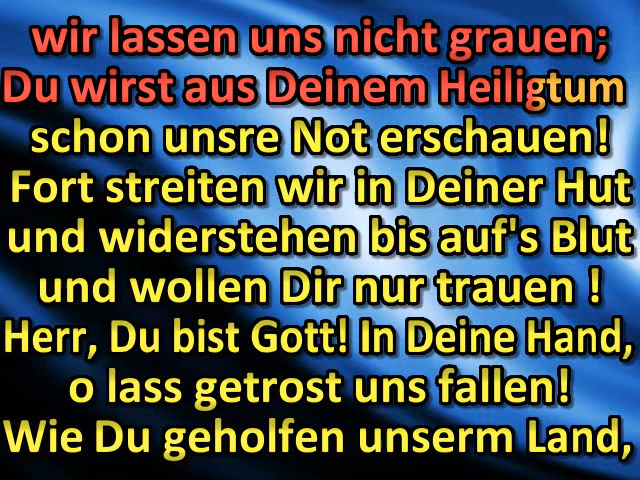 wir lassen uns nicht grauen;
Du wirst aus Deinem Heiligtum
schon unsre Not erschauen!
Fort streiten wir in Deiner Hut
und widerstehen bis auf's Blut
und wollen Dir nur trauen !
Herr, Du bist Gott! In Deine Hand,
o lass getrost uns fallen!
Wie Du geholfen unserm Land,